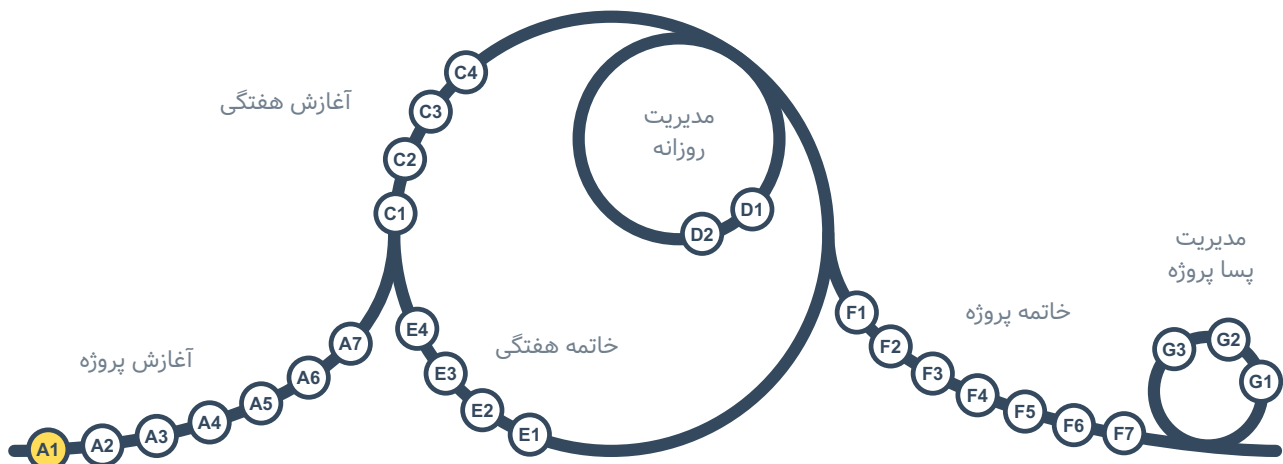 آغازش هفتگی
C4
C3
C2
C1
مدیریت
روزانه
D1
D2
مدیریت
پسا پروژه
G3
G2
G1
خاتمه پروژه
F1
F2
F3
F4
F5
F6
F7
خاتمه هفتگی
E4
E3
E2
E1
آغازش پروژه
A1
A2
A3
A4
A5
A6
A7